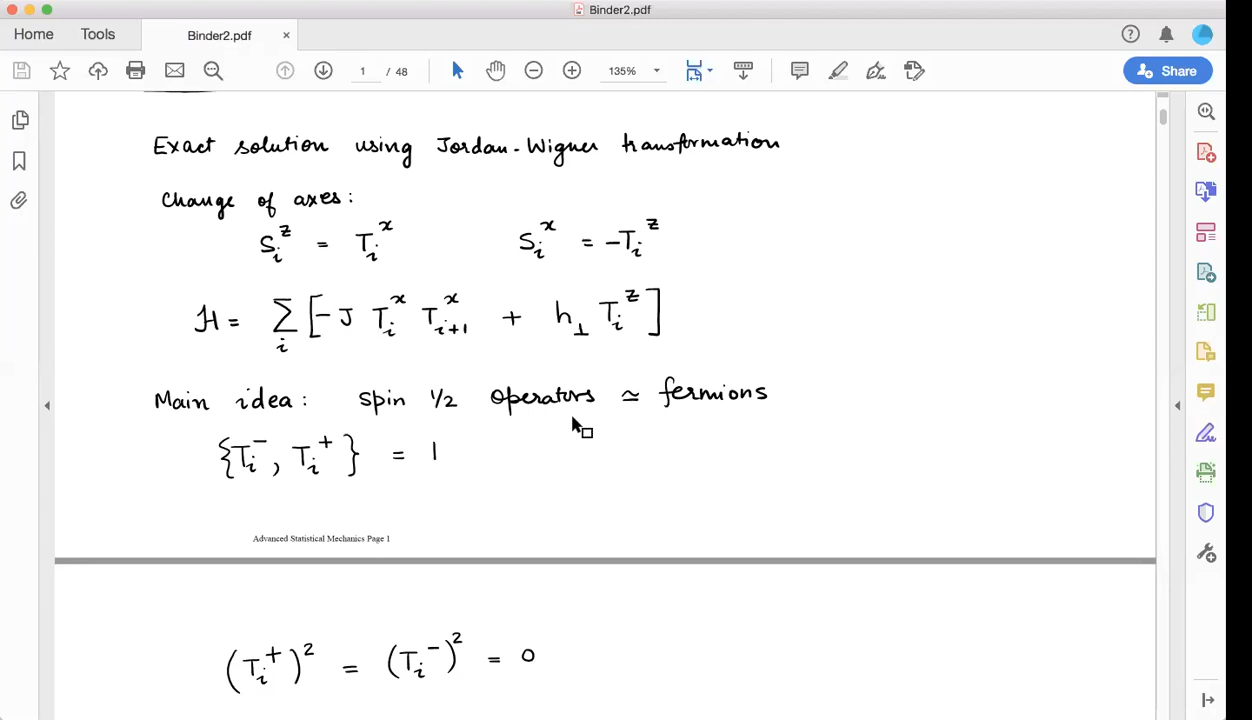 Binder2.pdf
Home Tools Binder2.pdf ×
1 / 48 135% Share
Exact solution using Jordan-Wigner transformation
Change of axes:
S_i^z = T_i^x S_i^x = -T_i^z
H = Σ_i [-J T_i^x T_{i+1}^x + h_⊥ T_i^z]
Main idea: spin 1/2 operators ≃ fermions
{T_i^-, T_i^+} = 1
Advanced Statistical Mechanics Page 1
(T_i^+)^2 = (T_i^-)^2 = 0